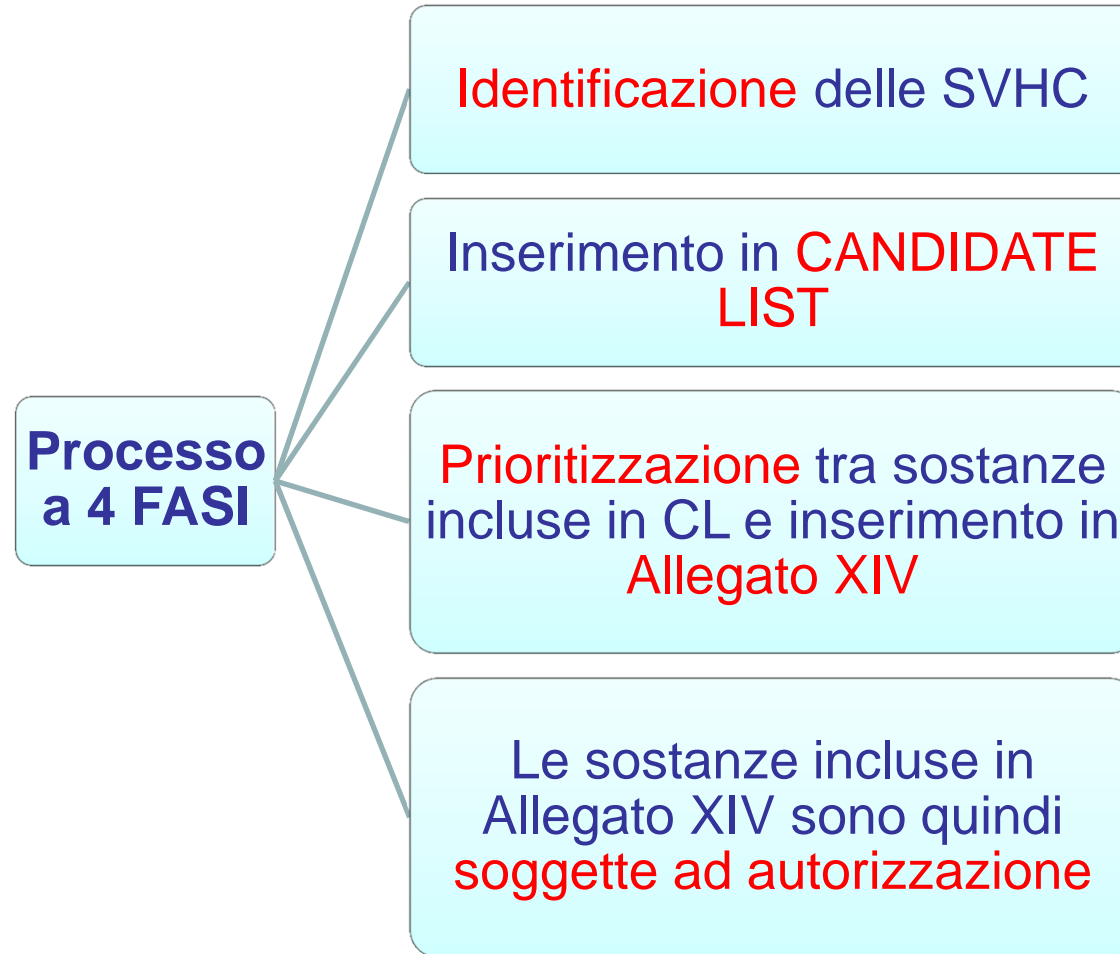 Identificazione delle SVHC
Inserimento in CANDIDATE
LIST
Processo
a 4 FASI
Prioritizzazione tra sostanze
incluse in CL e inserimento in
Allegato XIV
Le sostanze incluse in
Allegato XIV sono quindi
soggette ad autorizzazione